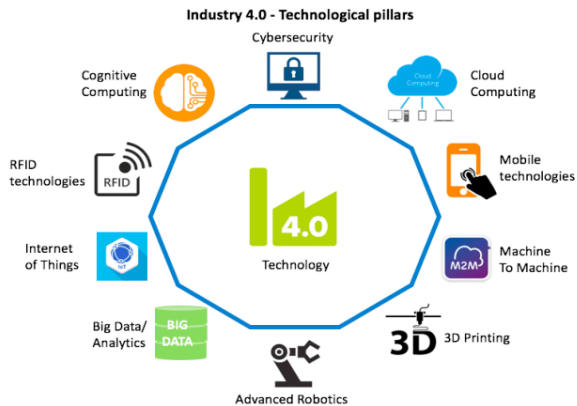 Industry 4.0 - Technological pillars
Cybersecurity
Cognitive
Computing
Cloud Computing
Cloud
Computing
RFID
technologies
RFID
Mobile
technologies
4.0
Technology
Internet
of Things
IoT
M2M
Machine
To Machine
Big Data/
Analytics
BIG
DATA
3D
3D Printing
Advanced Robotics